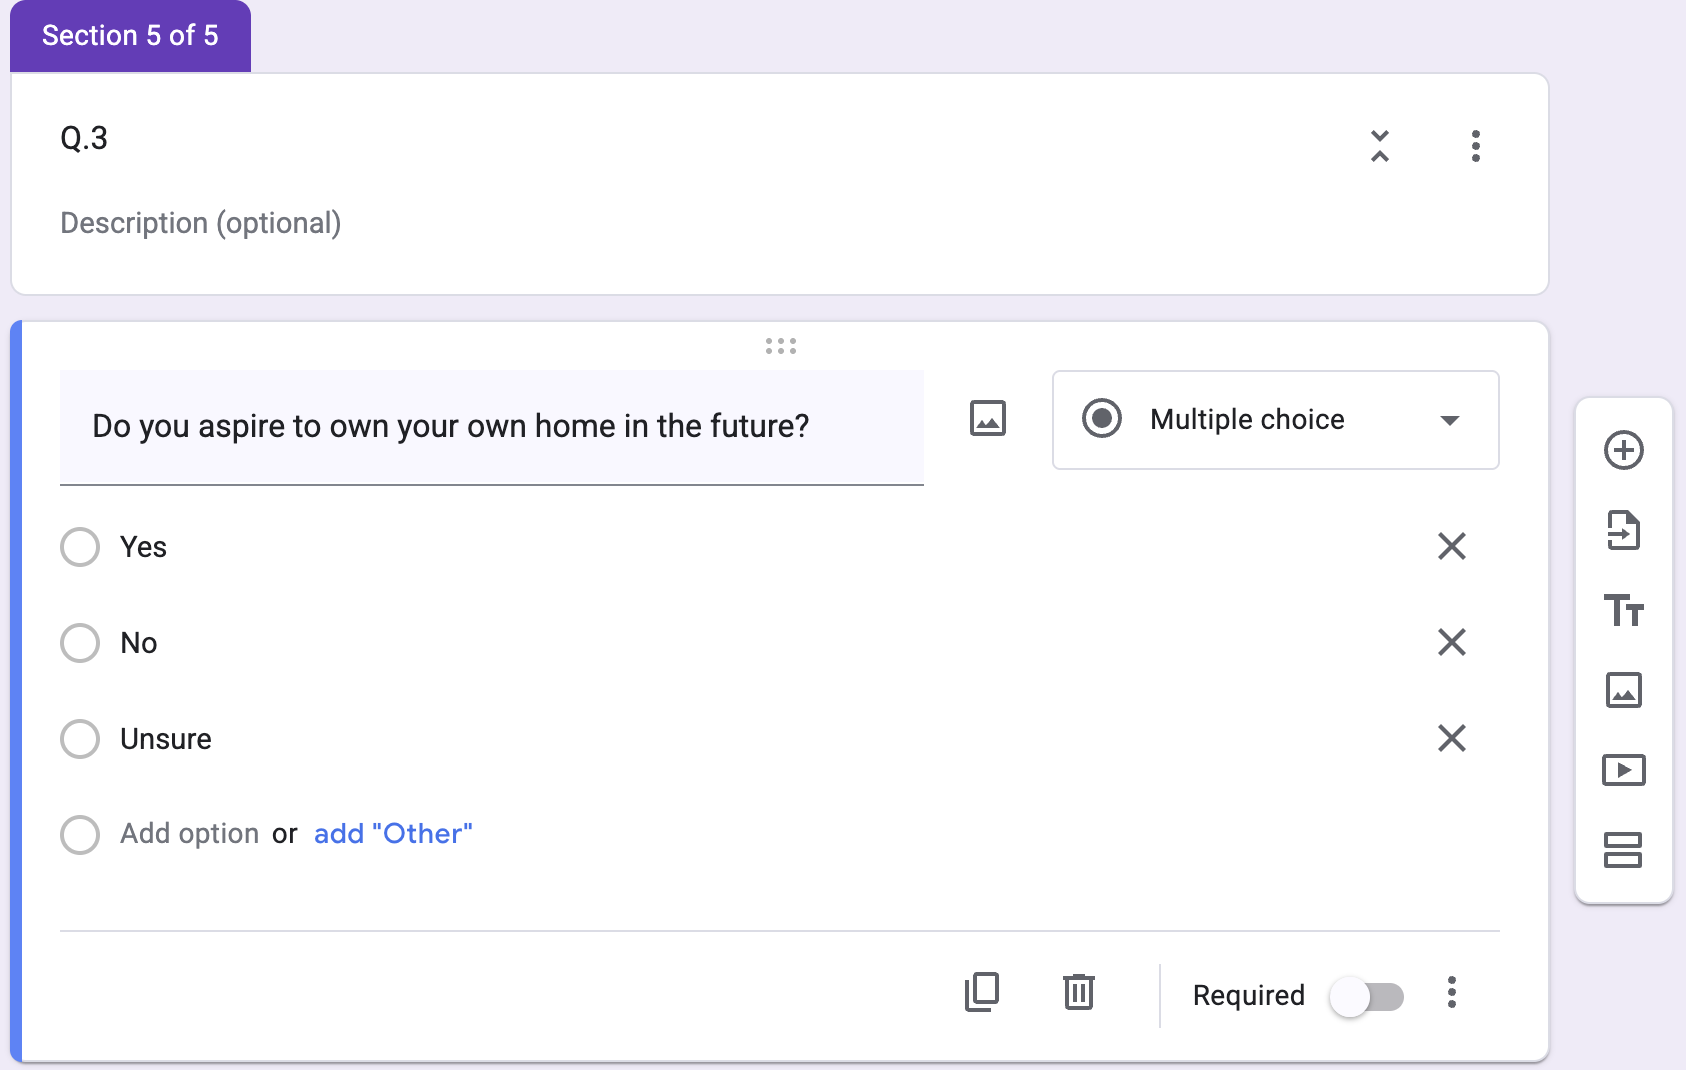 Section 5 of 5
Q.3
Description (optional)
Do you aspire to own your own home in the future?
Multiple choice
Yes
No
Unsure
Add option or add "Other"
Required